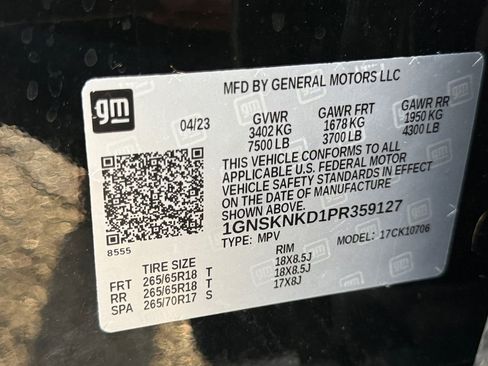 MFD BY GENERAL MOTORS LLC
gm
04/23
GVWR GAWR FRT GAWR RR
3402 KG 1678 KG 1950 KG
7500 LB 3700 LB 4300 LB
THIS VEHICLE CONFORMS TO ALL
APPLICABLE U.S. FEDERAL MOTOR
VEHICLE SAFETY STANDARDS IN EFFECT
ON THE DATE OF MANUFACTURE
SHOWN ABOVE.
1GNSKNKD1PR359127
TYPE: MPV MODEL: 17CK10706
8555
TIRE SIZE RIM
FRT 265/65R18 T 18X8.5J
RR 265/65R18 T 18X8.5J
SPA 265/70R17 S 17X8J